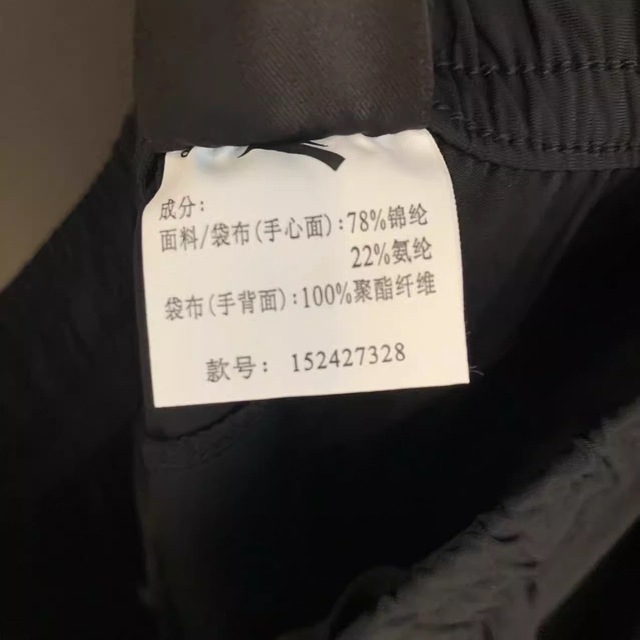 成分:
面料/袋布(手心面):78%锦纶
22%氨纶
袋布(手背面):100%聚酯纤维
款号: 152427328